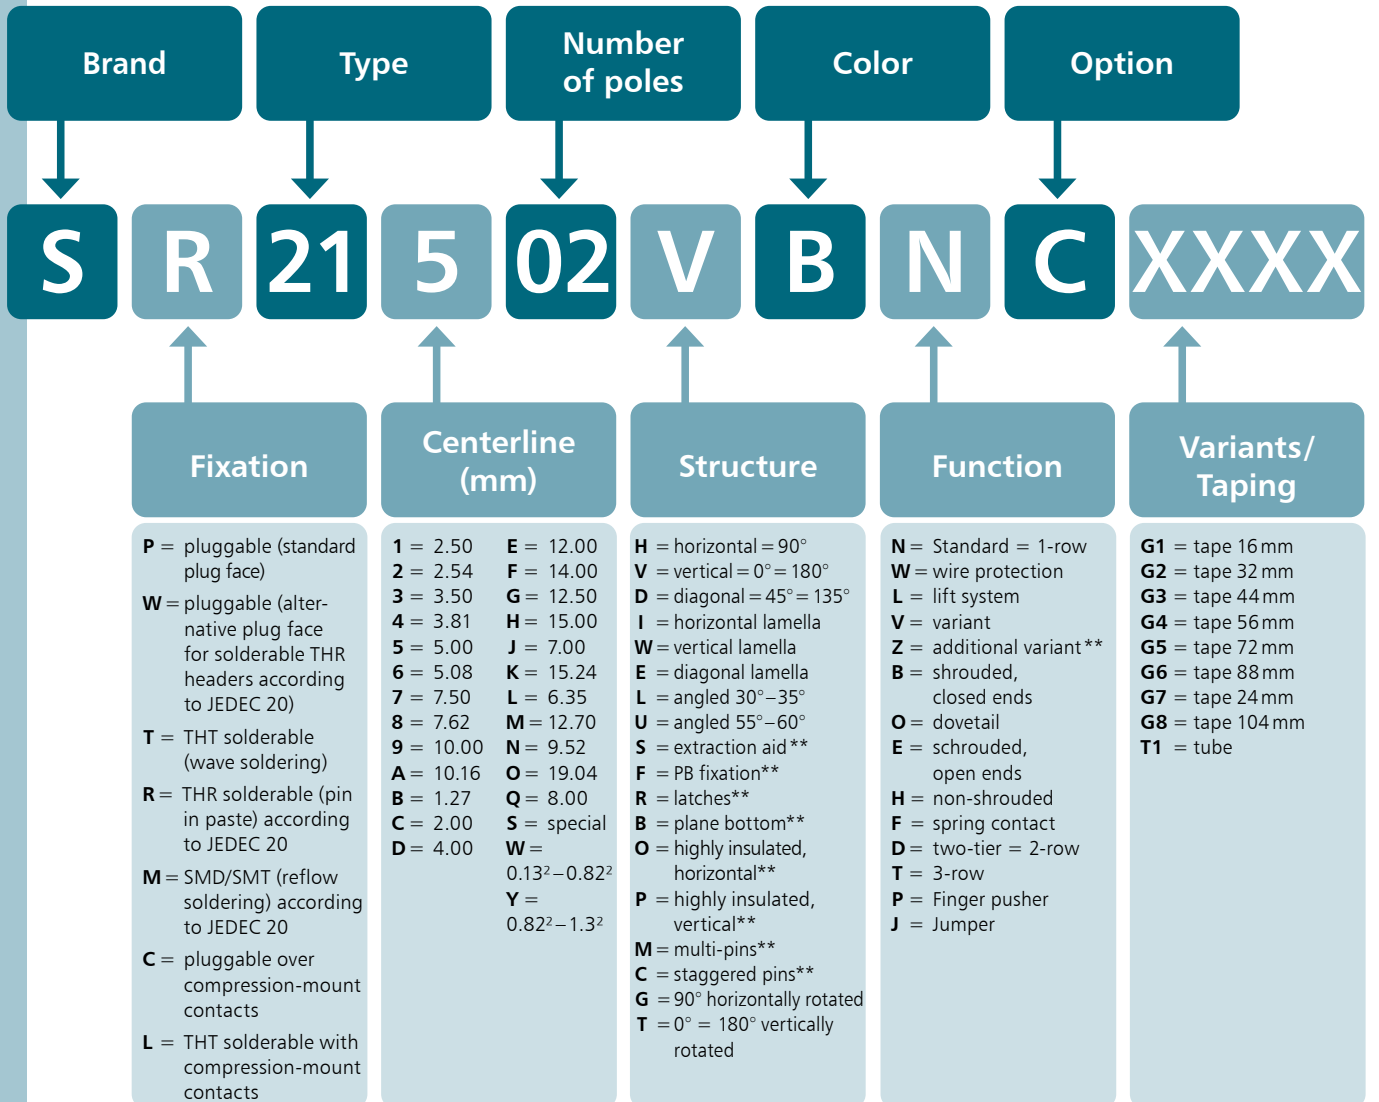 Brand
Type
Number
of poles
Color
Option
S R 21 5 02 V B N C XXXX
Fixation
P = pluggable (standard
plug face)
W = pluggable (alter-
native plug face
for solderable THR
headers according
to JEDEC 20)
T = THT solderable
(wave soldering)
R = THR solderable (pin
in paste) according
to JEDEC 20
M = SMD/SMT (reflow
soldering) according
to JEDEC 20
C = pluggable over
compression-mount
contacts
L = THT solderable with
compression-mount
contacts
Centerline
(mm)
1 = 2.50
2 = 2.54
3 = 3.50
4 = 3.81
5 = 5.00
6 = 5.08
7 = 7.50
8 = 7.62
9 = 10.00
A = 10.16
B = 1.27
C = 2.00
D = 4.00
E = 12.00
F = 14.00
G = 12.50
H = 15.00
J = 7.00
K = 15.24
L = 6.35
M = 12.70
N = 9.52
O = 19.04
Q = 8.00
S = special
W =
0.13²–0.82²
Y =
0.82²–1.3²
Structure
H = horizontal = 90°
V = vertical = 0° = 180°
D = diagonal = 45° = 135°
I = horizontal lamella
W = vertical lamella
E = diagonal lamella
L = angled 30°–35°
U = angled 55°–60°
S = extraction aid**
F = PB fixation**
R = latches**
B = plane bottom**
O = highly insulated,
horizontal**
P = highly insulated,
vertical**
M = multi-pins**
C = staggered pins**
G = 90° horizontally rotated
T = 0° = 180° vertically
rotated
Function
N = Standard = 1-row
W = wire protection
L = lift system
V = variant
Z = additional variant**
B = shrouded,
closed ends
O = dovetail
E = schrouded,
open ends
H = non-shrouded
F = spring contact
D = two-tier = 2-row
T = 3-row
P = Finger pusher
J = Jumper
Variants/
Taping
G1 = tape 16 mm
G2 = tape 32 mm
G3 = tape 44 mm
G4 = tape 56 mm
G5 = tape 72 mm
G6 = tape 88 mm
G7 = tape 24 mm
G8 = tape 104 mm
T1 = tube